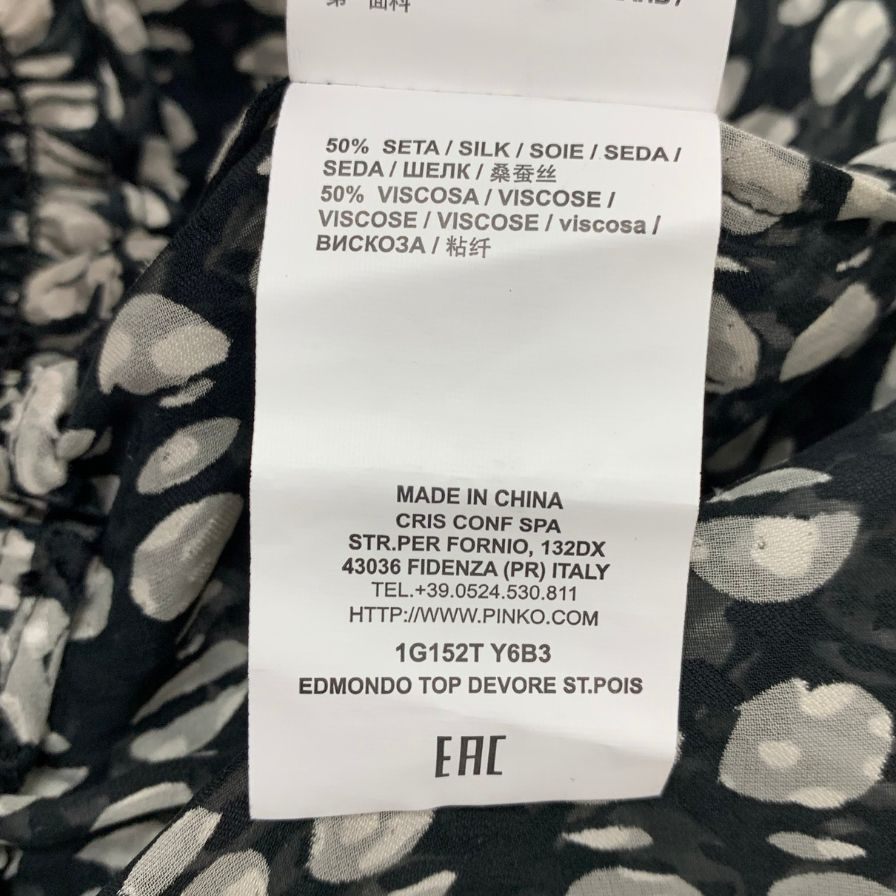 面料
50% SETA / SILK / SOIE / SEDA /
SEDA / ШЕЛК / 桑蚕丝
50% VISCOSA / VISCOSE /
VISCOSE / VISCOSE / viscosa /
ВИСКОЗА / 粘纤
MADE IN CHINA
CRIS CONF SPA
STR.PER FORNIO, 132DX
43036 FIDENZA (PR) ITALY
TEL.+39.0524.530.811
HTTP://WWW.PINKO.COM
1G152T Y6B3
EDMONDO TOP DEVORE ST.POIS
EAC